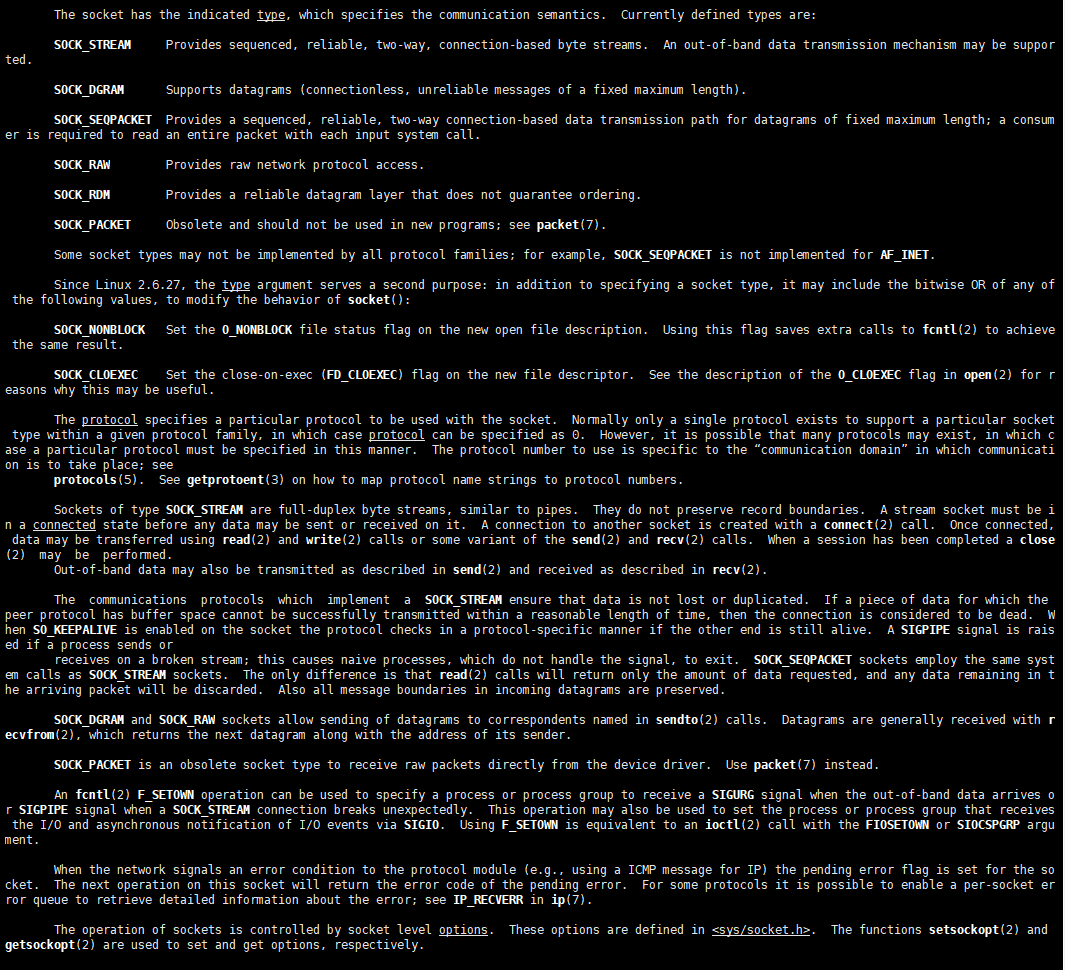 The socket has the indicated type, which specifies the communication semantics.  Currently defined types are:
SOCK_STREAM     Provides sequenced, reliable, two-way, connection-based byte streams.  An out-of-band data transmission mechanism may be suppor
ted.
SOCK_DGRAM      Supports datagrams (connectionless, unreliable messages of a fixed maximum length).
SOCK_SEQPACKET  Provides a sequenced, reliable, two-way connection-based data transmission path for datagrams of fixed maximum length; a consum
er is required to read an entire packet with each input system call.
SOCK_RAW        Provides raw network protocol access.
SOCK_RDM        Provides a reliable datagram layer that does not guarantee ordering.
SOCK_PACKET     Obsolete and should not be used in new programs; see packet(7).
Some socket types may not be implemented by all protocol families; for example, SOCK_SEQPACKET is not implemented for AF_INET.
Since Linux 2.6.27, the type argument serves a second purpose: in addition to specifying a socket type, it may include the bitwise OR of any of
the following values, to modify the behavior of socket():
SOCK_NONBLOCK   Set the O_NONBLOCK file status flag on the new open file description.  Using this flag saves extra calls to fcntl(2) to achieve
the same result.
SOCK_CLOEXEC    Set the close-on-exec (FD_CLOEXEC) flag on the new file descriptor.  See the description of the O_CLOEXEC flag in open(2) for r
easons why this may be useful.
The protocol specifies a particular protocol to be used with the socket.  Normally only a single protocol exists to support a particular socket
type within a given protocol family, in which case protocol can be specified as 0.  However, it is possible that many protocols may exist, in which c
ase a particular protocol must be specified in this manner.  The protocol number to use is specific to the “communication domain” in which communicati
on is to take place; see
protocols(5).  See getprotoent(3) on how to map protocol name strings to protocol numbers.
Sockets of type SOCK_STREAM are full-duplex byte streams, similar to pipes.  They do not preserve record boundaries.  A stream socket must be i
n a connected state before any data may be sent or received on it.  A connection to another socket is created with a connect(2) call.  Once connected,
data may be transferred using read(2) and write(2) calls or some variant of the send(2) and recv(2) calls.  When a session has been completed a close
(2)  may  be  performed.
Out-of-band data may also be transmitted as described in send(2) and received as described in recv(2).
The  communications  protocols  which  implement  a  SOCK_STREAM ensure that data is not lost or duplicated.  If a piece of data for which the
peer protocol has buffer space cannot be successfully transmitted within a reasonable length of time, then the connection is considered to be dead.  W
hen SO_KEEPALIVE is enabled on the socket the protocol checks in a protocol-specific manner if the other end is still alive.  A SIGPIPE signal is rais
ed if a process sends or
receives on a broken stream; this causes naive processes, which do not handle the signal, to exit.  SOCK_SEQPACKET sockets employ the same syst
em calls as SOCK_STREAM sockets.  The only difference is that read(2) calls will return only the amount of data requested, and any data remaining in t
he arriving packet will be discarded.  Also all message boundaries in incoming datagrams are preserved.
SOCK_DGRAM and SOCK_RAW sockets allow sending of datagrams to correspondents named in sendto(2) calls.  Datagrams are generally received with r
ecvfrom(2), which returns the next datagram along with the address of its sender.
SOCK_PACKET is an obsolete socket type to receive raw packets directly from the device driver.  Use packet(7) instead.
An fcntl(2) F_SETOWN operation can be used to specify a process or process group to receive a SIGURG signal when the out-of-band data arrives o
r SIGPIPE signal when a SOCK_STREAM connection breaks unexpectedly.  This operation may also be used to set the process or process group that receives
the I/O and asynchronous notification of I/O events via SIGIO.  Using F_SETOWN is equivalent to an ioctl(2) call with the FIOSETOWN or SIOCSPGRP argu
ment.
When the network signals an error condition to the protocol module (e.g., using a ICMP message for IP) the pending error flag is set for the so
cket.  The next operation on this socket will return the error code of the pending error.  For some protocols it is possible to enable a per-socket er
ror queue to retrieve detailed information about the error; see IP_RECVERR in ip(7).
The operation of sockets is controlled by socket level options.  These options are defined in <sys/socket.h>.  The functions setsockopt(2) and
getsockopt(2) are used to set and get options, respectively.